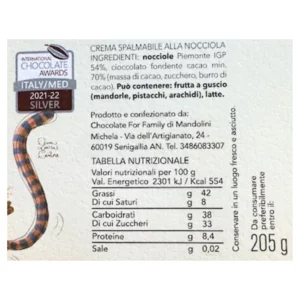 INTERNATIONAL
CHOCOLATE
AWARDS
ITALY/MED
2021-22
SILVER
CREMA SPALMABILE ALLA NOCCIOLA
INGREDIENTI: nocciole Piemonte IGP
54%, cioccolato fondente cacao min.
70% (massa di cacao, zucchero, burro di
cacao). Può contenere: frutta a guscio
(mandorle, pistacchi, arachidi), latte.
Prodotto e confezionato da:
Chocolate For Family di Mandolini
Michela - Via dell'Artigianato, 24 -
60019 Senigallia AN. Tel. 3486083307
TABELLA NUTRIZIONALE
Valori nutrizionali per 100 g
Val. Energetico 2301 kJ / Kcal 554
Grassi g 42
Di cui Saturi g 8
Carboidrati g 38
Di cui Zuccheri g 33
Proteine g 8,4
Sale g 0,02
Conservare in un luogo fresco e asciutto.
Da consumare
preferibilmente
entro il:
205 g